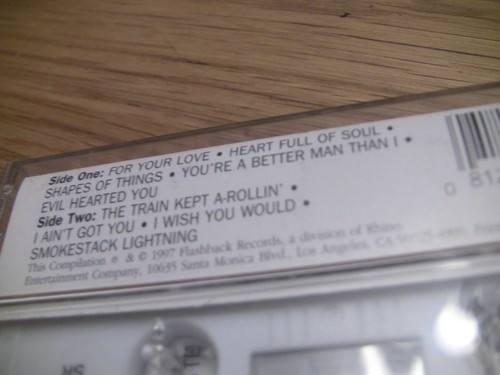 Side One: FOR YOUR LOVE • HEART FULL OF SOUL •
SHAPES OF THINGS • YOU'RE A BETTER MAN THAN I •
EVIL HEARTED YOU
Side Two: THE TRAIN KEPT A-ROLLIN' •
I AIN'T GOT YOU • I WISH YOU WOULD •
SMOKESTACK LIGHTNING
This Compilation ℗ & © 1997 Flashback Records, a division of Rhino
Entertainment Company, 10635 Santa Monica Blvd., Los Angeles, CA
0 81